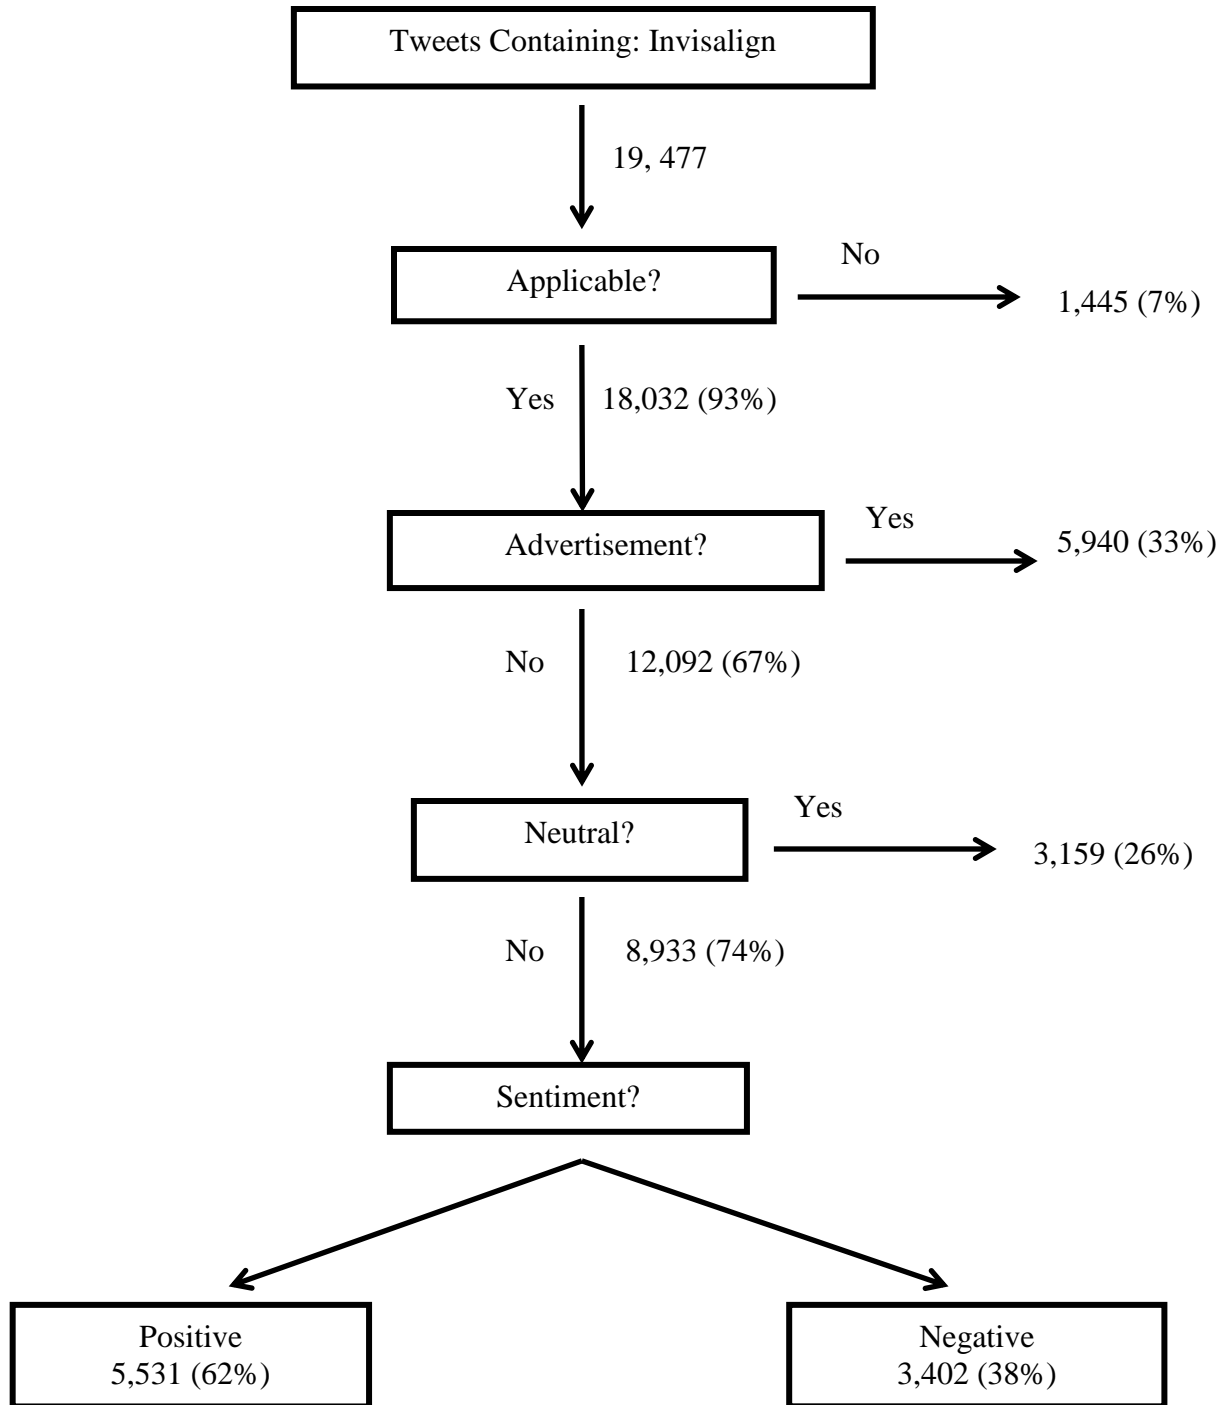 Tweets Containing: Invisalign
19, 477
Applicable?
No
1,445 (7%)
Yes
18,032 (93%)
Advertisement?
Yes
5,940 (33%)
No
12,092 (67%)
Neutral?
Yes
3,159 (26%)
No
8,933 (74%)
Sentiment?
Positive
5,531 (62%)
Negative
3,402 (38%)